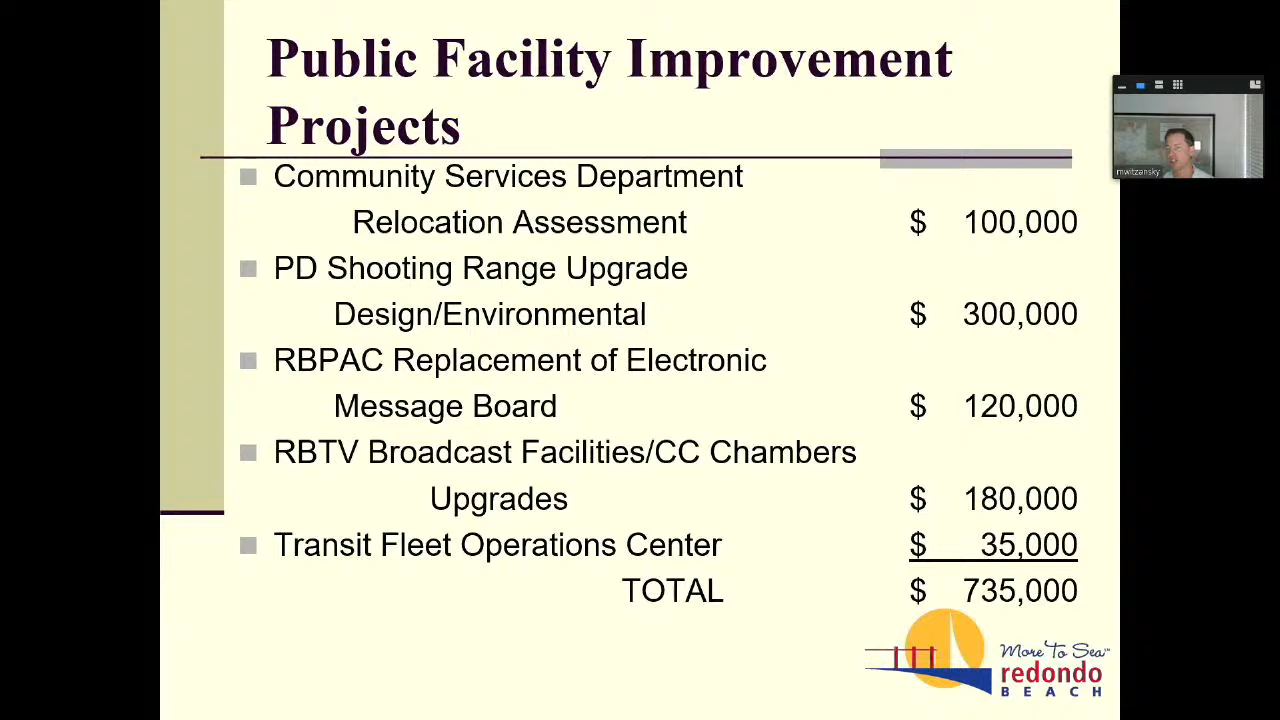 Public Facility Improvement
Projects
Community Services Department
Relocation Assessment $ 100,000
PD Shooting Range Upgrade
Design/Environmental $ 300,000
RBPAC Replacement of Electronic
Message Board $ 120,000
RBTV Broadcast Facilities/CC Chambers
Upgrades $ 180,000
Transit Fleet Operations Center $ 35,000
TOTAL $ 735,000
mwitzansky
More To Sea™
redondo
BEACH